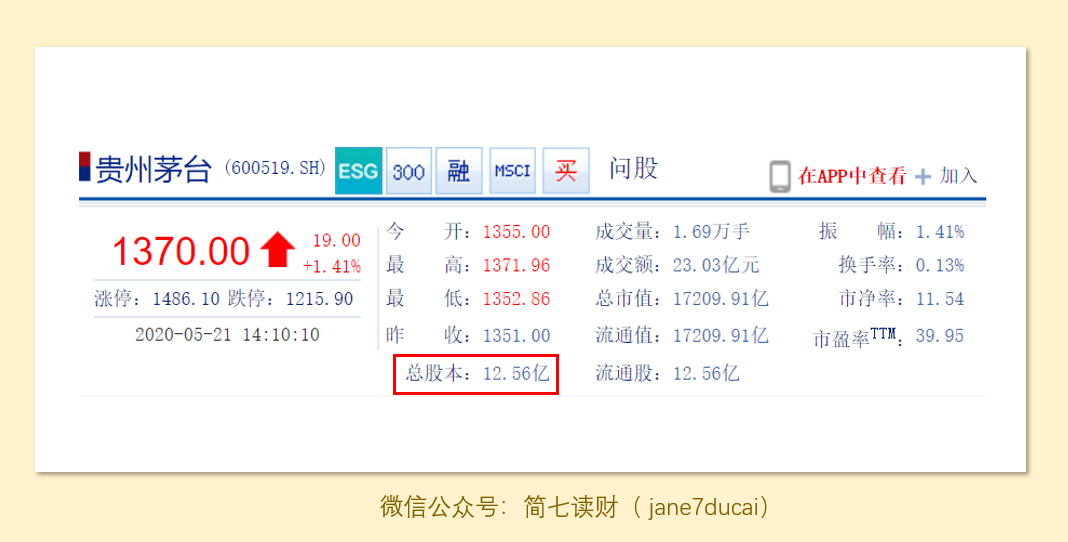 贵州茅台 (600519.SH) ESG 300 融 MSCI 买 问股 在APP中查看 + 加入
1370.00 19.00 +1.41%
涨停: 1486.10 跌停: 1215.90
2020-05-21 14:10:10
今开: 1355.00 成交量: 1.69万手 振幅: 1.41%
最高: 1371.96 成交额: 23.03亿元 换手率: 0.13%
最低: 1352.86 总市值: 17209.91亿 市净率: 11.54
昨收: 1351.00 流通值: 17209.91亿 市盈率TTM: 39.95
总股本: 12.56亿 流通股: 12.56亿
微信公众号：简七读财（jane7ducai）